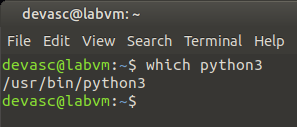 devasc@labvm: ~
File Edit View Search Terminal Help
devasc@labvm:~$ which python3
/usr/bin/python3
devasc@labvm:~$